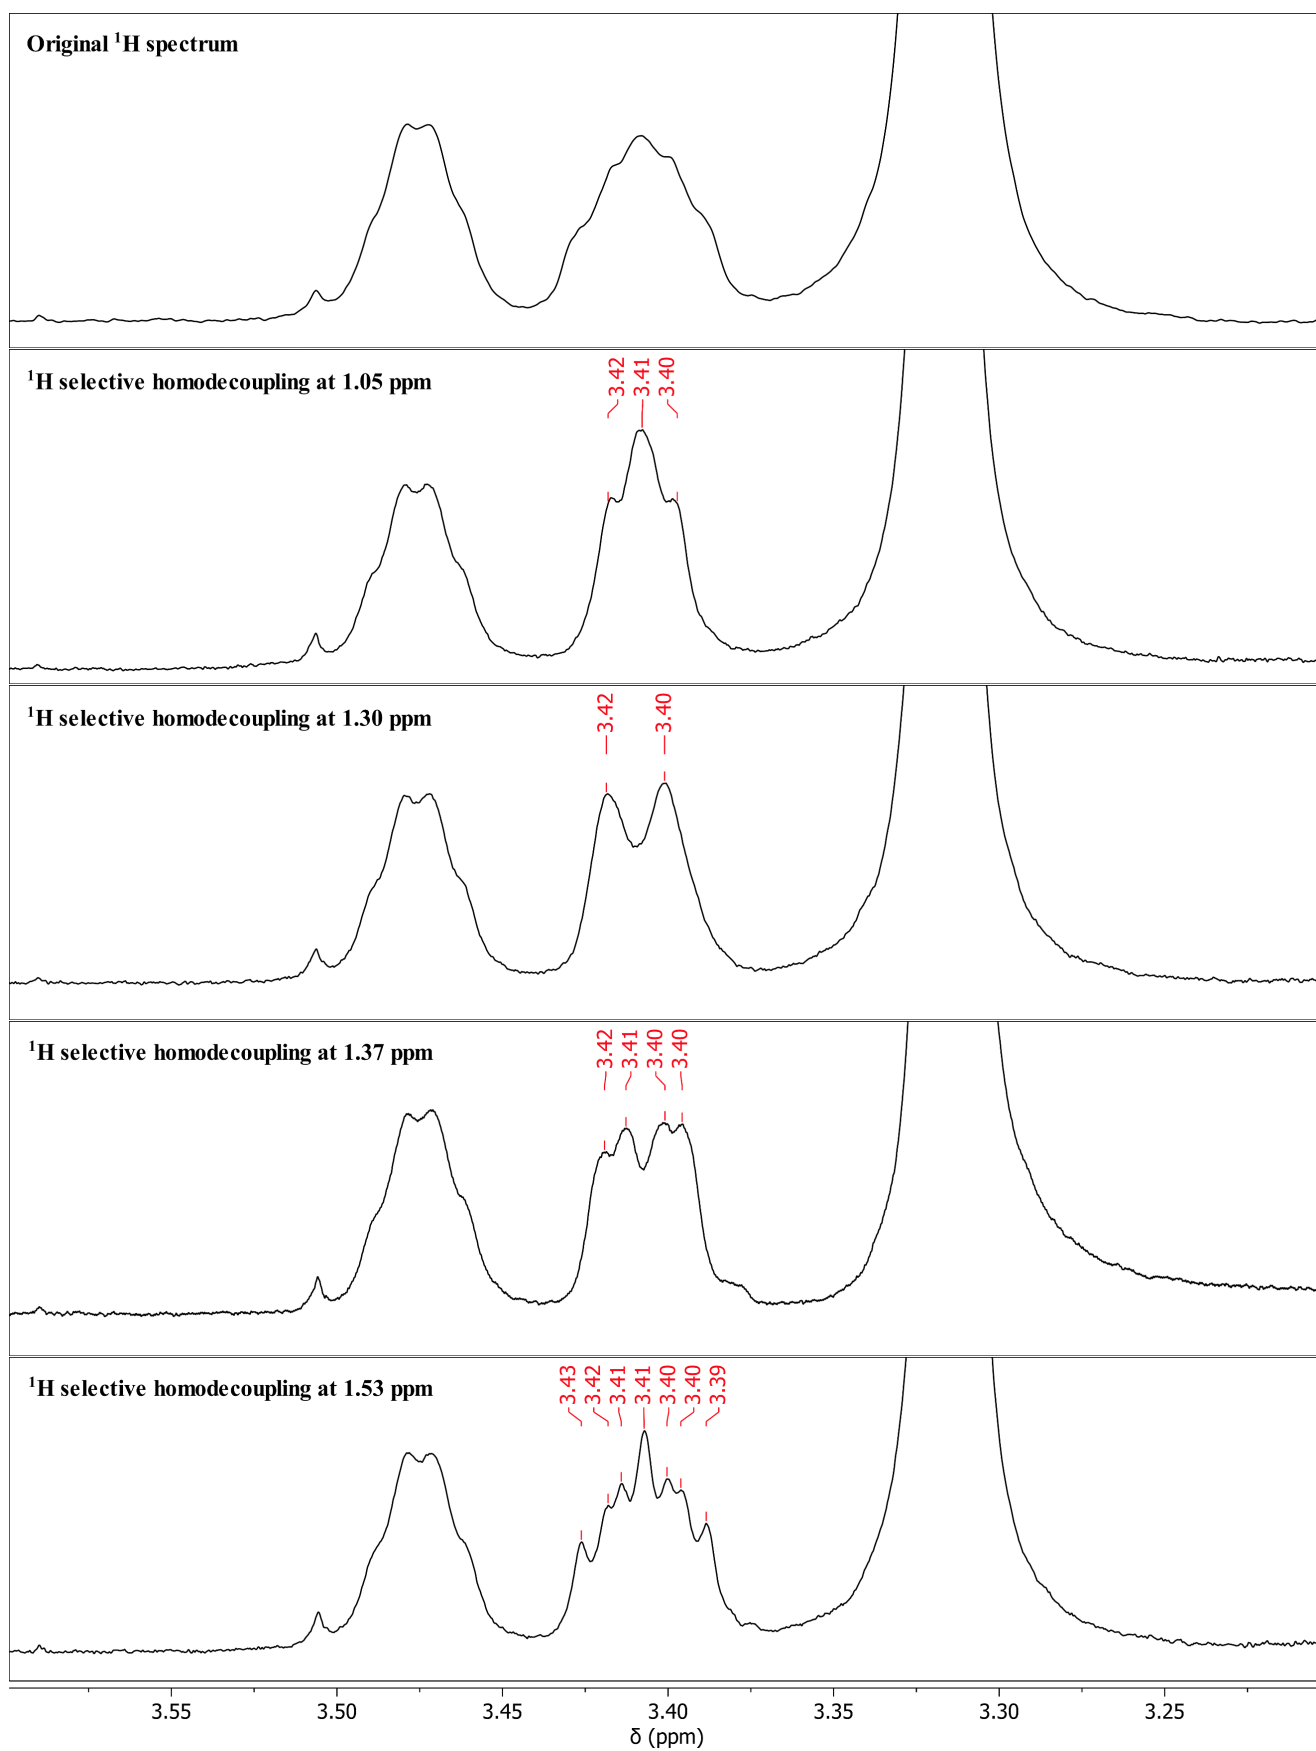 Original ¹H spectrum
¹H selective homodecoupling at 1.05 ppm
3.42 3.41 3.40
¹H selective homodecoupling at 1.30 ppm
3.42 3.40
¹H selective homodecoupling at 1.37 ppm
3.42 3.41 3.40 3.40
¹H selective homodecoupling at 1.53 ppm
3.43 3.42 3.41 3.41 3.40 3.40 3.39
3.55 3.50 3.45 3.40 3.35 3.30 3.25
δ (ppm)